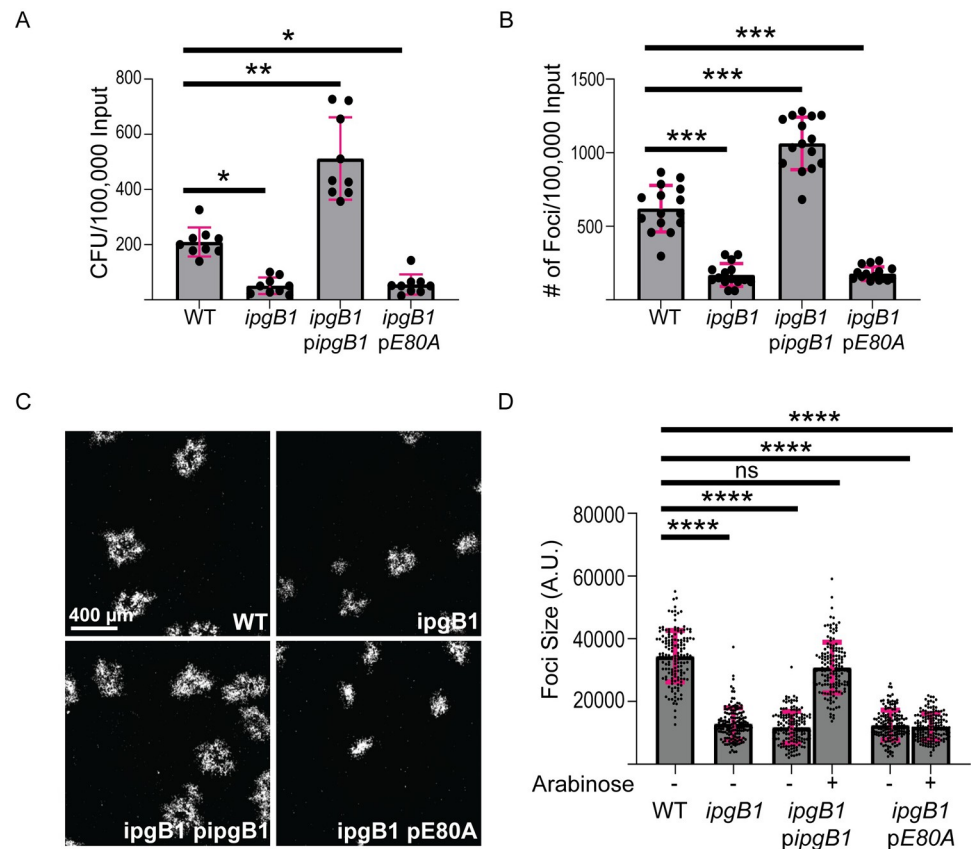 A
*
**
*
CFU/100,000 Input
800
600
400
200
WT
ipgB1
ipgB1
pipgB1
ipgB1
pE80A
B
***
***
***
# of Foci/100,000 Input
1500
1000
500
WT
ipgB1
ipgB1
pipgB1
ipgB1
pE80A
C
400 µm
WT
ipgB1
ipgB1 pipgB1
ipgB1 pE80A
D
****
****
ns
****
****
Foci Size (A.U.)
80000
60000
40000
20000
Arabinose - - - + - +
WT
ipgB1
ipgB1
pipgB1
ipgB1
pE80A